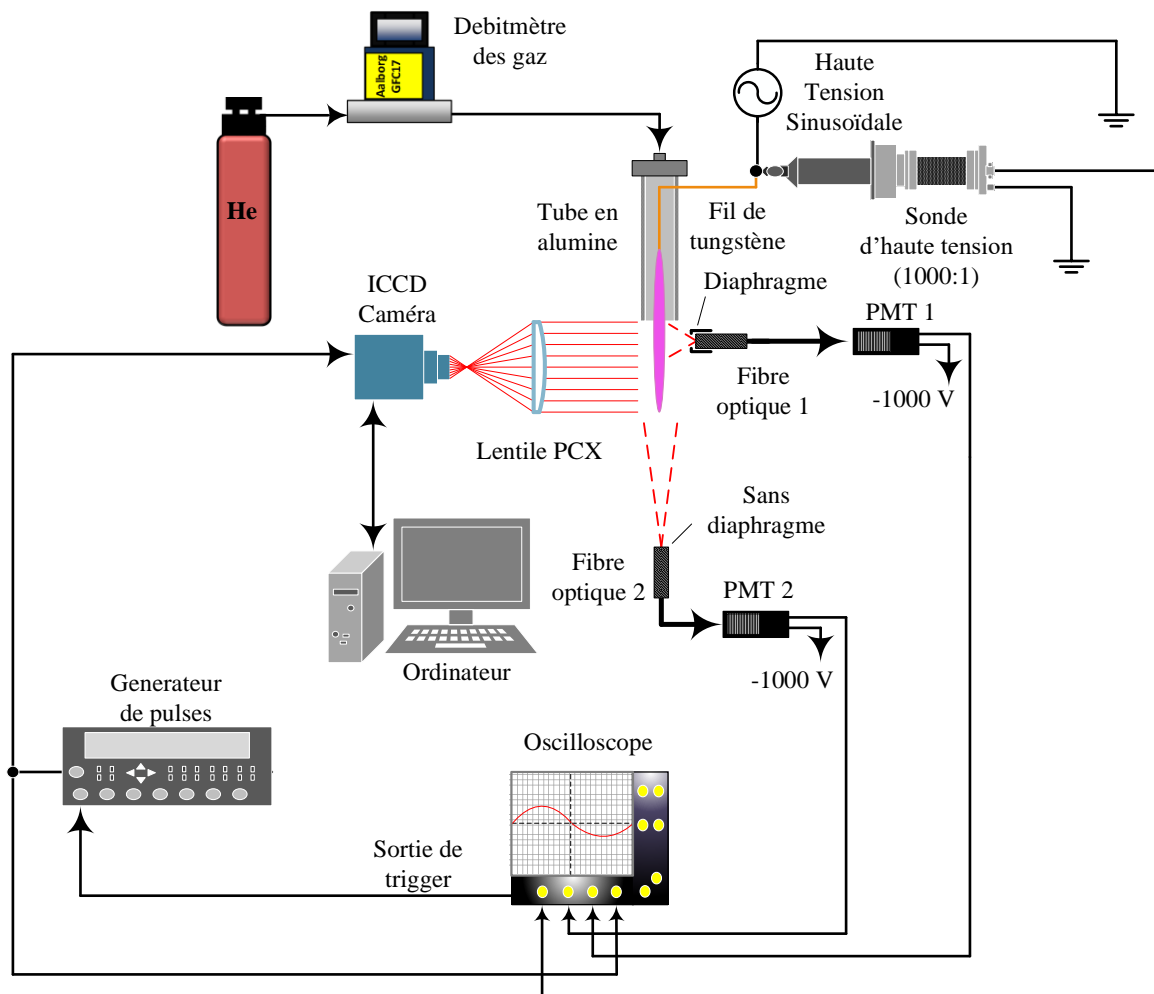 Debitmètre
des gaz
Aalborg
GFC17
Haute
Tension
Sinusoïdale
He
Tube en
alumine
Fil de
tungstène
Sonde
d’haute tension
(1000:1)
ICCD
Caméra
Diaphragme
PMT 1
Fibre
optique 1
-1000 V
Lentile PCX
Sans
diaphragme
Fibre
optique 2
PMT 2
-1000 V
Ordinateur
Generateur
de pulses
Oscilloscope
Sortie de
trigger